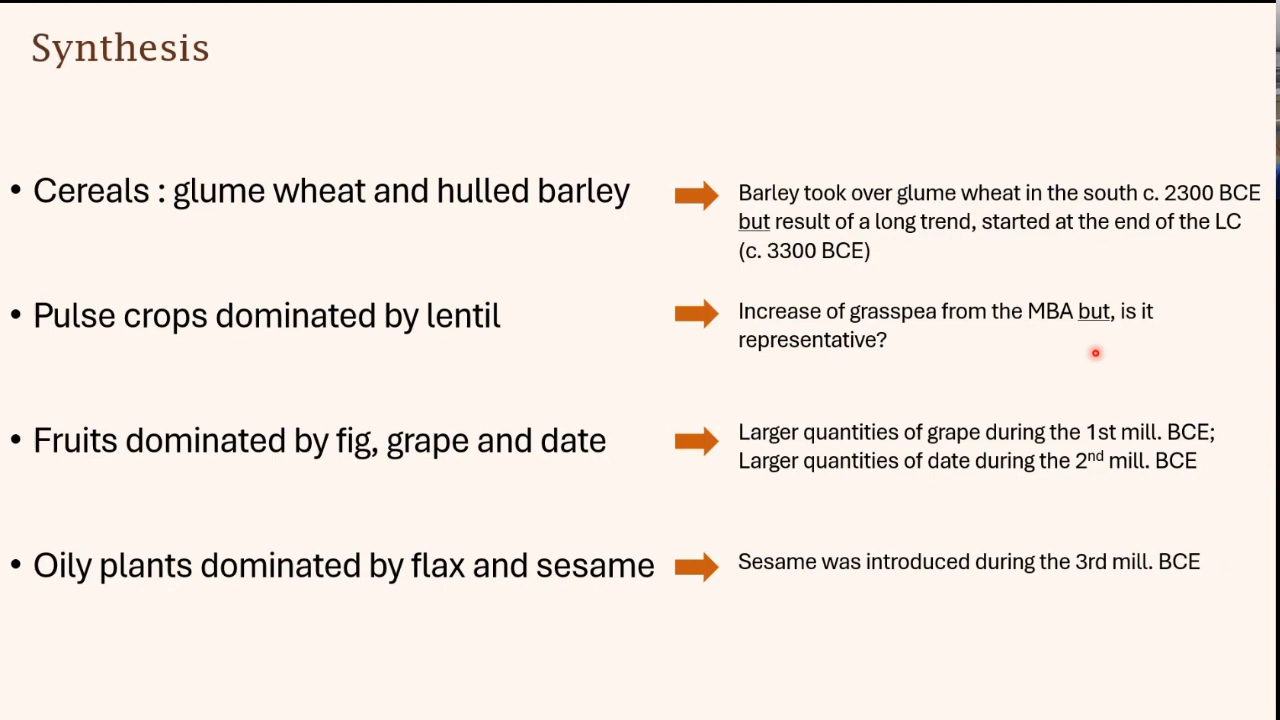 Synthesis
• Cereals : glume wheat and hulled barley
Barley took over glume wheat in the south c. 2300 BCE
but result of a long trend, started at the end of the LC
(c. 3300 BCE)
• Pulse crops dominated by lentil
Increase of grasspea from the MBA but, is it
representative?
• Fruits dominated by fig, grape and date
Larger quantities of grape during the 1st mill. BCE;
Larger quantities of date during the 2nd mill. BCE
• Oily plants dominated by flax and sesame
Sesame was introduced during the 3rd mill. BCE